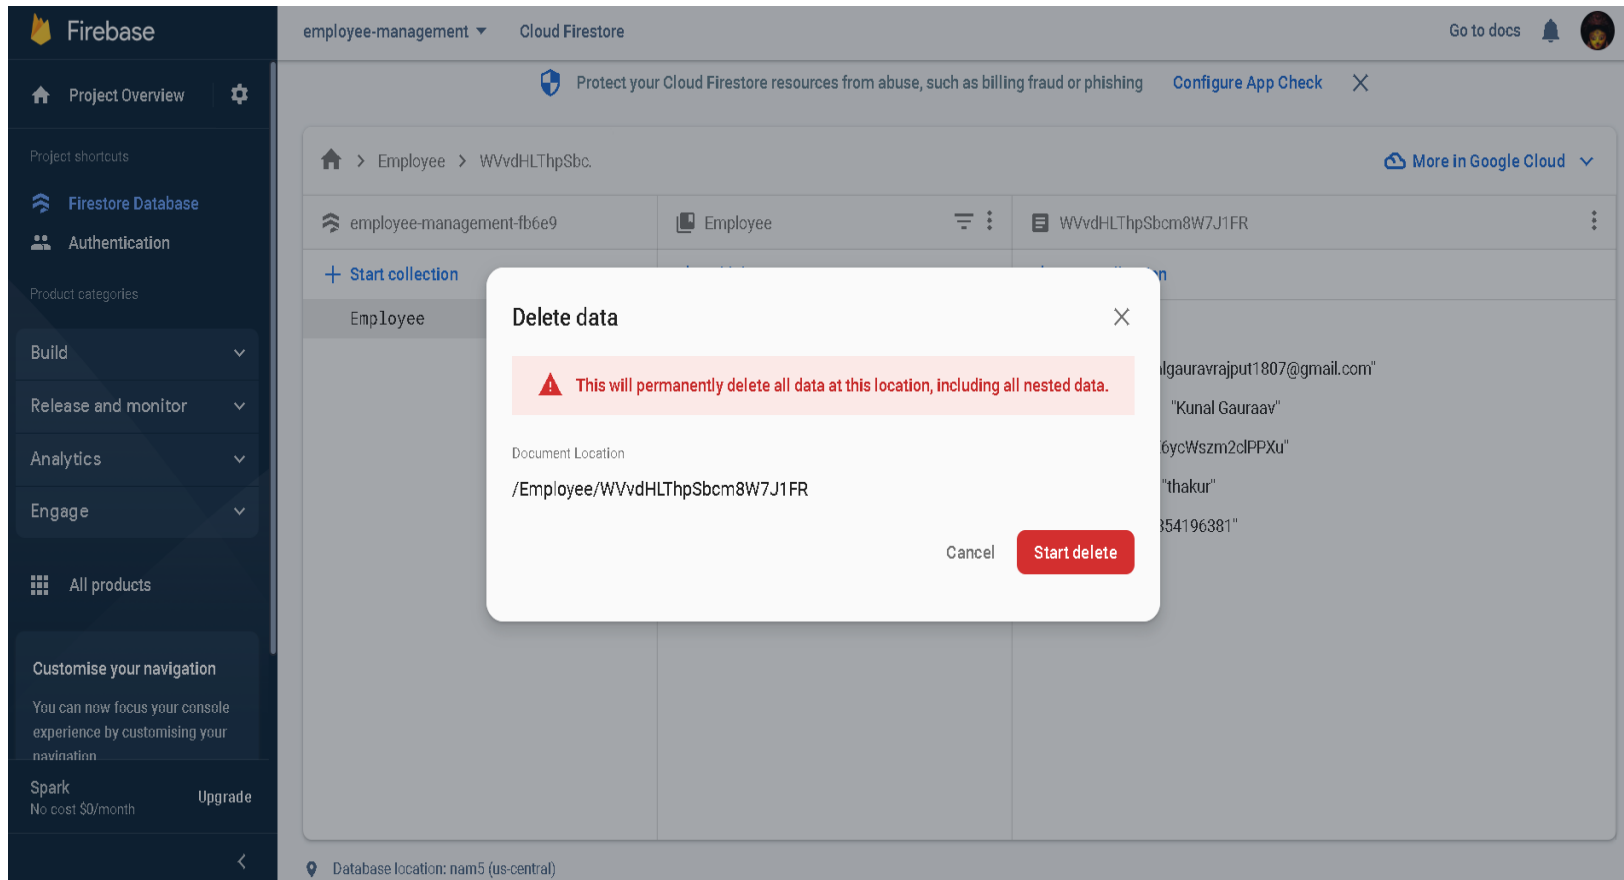 Firebase
employee-management
Cloud Firestore
Go to docs
Project Overview
Protect your Cloud Firestore resources from abuse, such as billing fraud or phishing
Configure App Check
Project shortcuts
Firestore Database
Authentication
Product categories
Build
Release and monitor
Analytics
Engage
All products
Customise your navigation
You can now focus your console
experience by customising your
navigation
Spark
No cost $0/month
Upgrade
Employee
WVvdHLThpSbc.
More in Google Cloud
employee-management-fb6e9
Employee
WVvdHLThpSbcm8W7J1FR
Start collection
Employee
Delete data
This will permanently delete all data at this location, including all nested data.
Document Location
/Employee/WVvdHLThpSbcm8W7J1FR
Cancel
Start delete
lgauravrajput1807@gmail.com"
"Kunal Gauraav"
6ycWszm2clPPXu"
"thakur"
354196381"
Database location: nam5 (us-central)